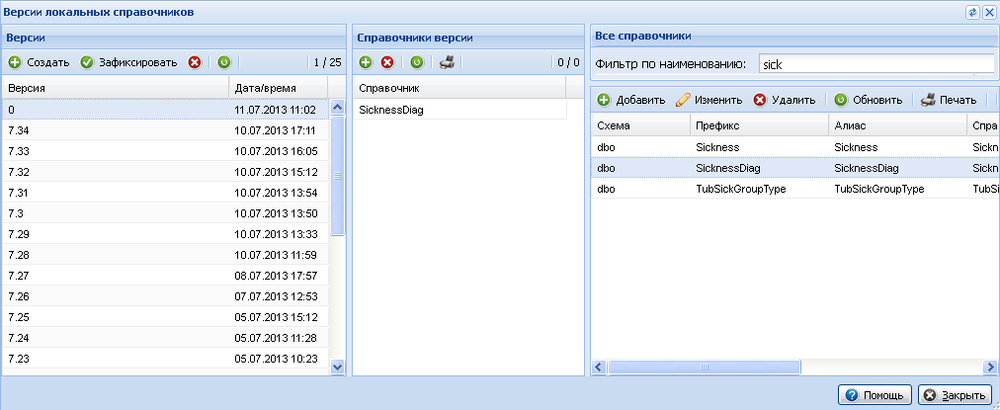 Версии локальных справочников
Версии
Создать Зафиксировать 1 / 25
Версия Дата/время
0 11.07.2013 11:02
7.34 10.07.2013 17:11
7.33 10.07.2013 16:05
7.32 10.07.2013 15:12
7.31 10.07.2013 13:54
7.3 10.07.2013 13:50
7.29 10.07.2013 13:33
7.28 10.07.2013 11:59
7.27 08.07.2013 17:57
7.26 07.07.2013 12:53
7.25 05.07.2013 15:12
7.24 05.07.2013 11:28
7.23 05.07.2013 10:23
Справочники версии
0 / 0
Справочник
SicknessDiag
Все справочники
Фильтр по наименованию: sick
Добавить Изменить Удалить Обновить Печать
Схема Префикс Алиас Спра
dbo Sickness Sickness Sickn
dbo SicknessDiag SicknessDiag Sickn
dbo TubSickGroupType TubSickGroupType TubS
Помощь Закрыть